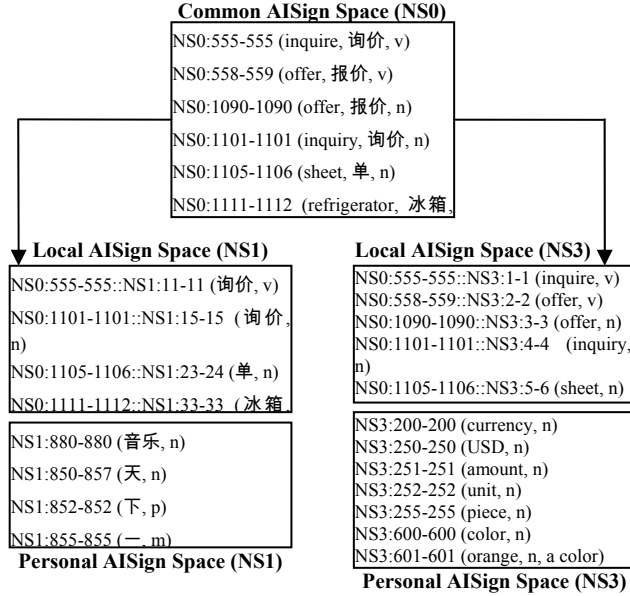 Common AISign Space (NS0)
NS0:555-555 (inquire, 询价, v)
NS0:558-559 (offer, 报价, v)
NS0:1090-1090 (offer, 报价, n)
NS0:1101-1101 (inquiry, 询价, n)
NS0:1105-1106 (sheet, 单, n)
NS0:1111-1112 (refrigerator, 冰箱,
Local AISign Space (NS1)
NS0:555-555::NS1:11-11 (询价, v)
NS0:1101-1101::NS1:15-15 (询价,
n)
NS0:1105-1106::NS1:23-24 (单, n)
NS0:1111-1112::NS1:33-33 (冰箱,
NS1:880-880 (音乐, n)
NS1:850-857 (天, n)
NS1:852-852 (下, p)
NS1:855-855 (一, m)
Personal AISign Space (NS1)
Local AISign Space (NS3)
NS0:555-555::NS3:1-1 (inquire, v)
NS0:558-559::NS3:2-2 (offer, v)
NS0:1090-1090::NS3:3-3 (offer, n)
NS0:1101-1101::NS3:4-4 (inquiry,
n)
NS0:1105-1106::NS3:5-6 (sheet, n)
NS3:200-200 (currency, n)
NS3:250-250 (USD, n)
NS3:251-251 (amount, n)
NS3:252-252 (unit, n)
NS3:255-255 (piece, n)
NS3:600-600 (color, n)
NS3:601-601 (orange, n, a color)
Personal AISign Space (NS3)